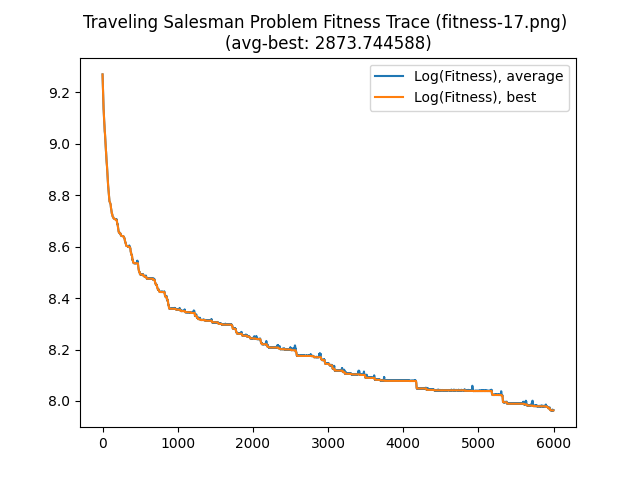 Traveling Salesman Problem Fitness Trace (fitness-17.png)
(avg-best: 2873.744588)
Log(Fitness), average
Log(Fitness), best
9.2
9.0
8.8
8.6
8.4
8.2
8.0
0 1000 2000 3000 4000 5000 6000